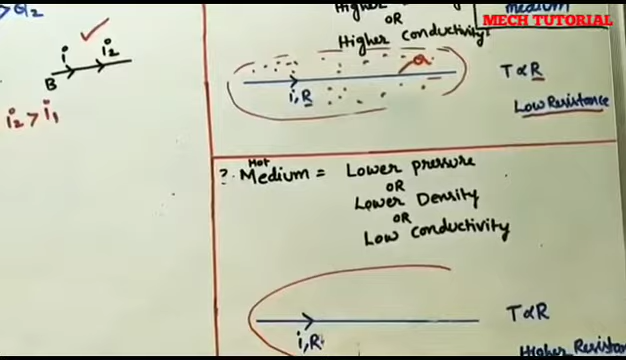 Higher
OR
Higher Conductivity
medium
MECH TUTORIAL
i i2
B
i2 > i1
Q
i, R
T∝R
Low Resistance
Hot
?. Medium = Lower pressure
OR
Lower Density
OR
Low Conductivity
i, R
T∝R
Higher Resistan